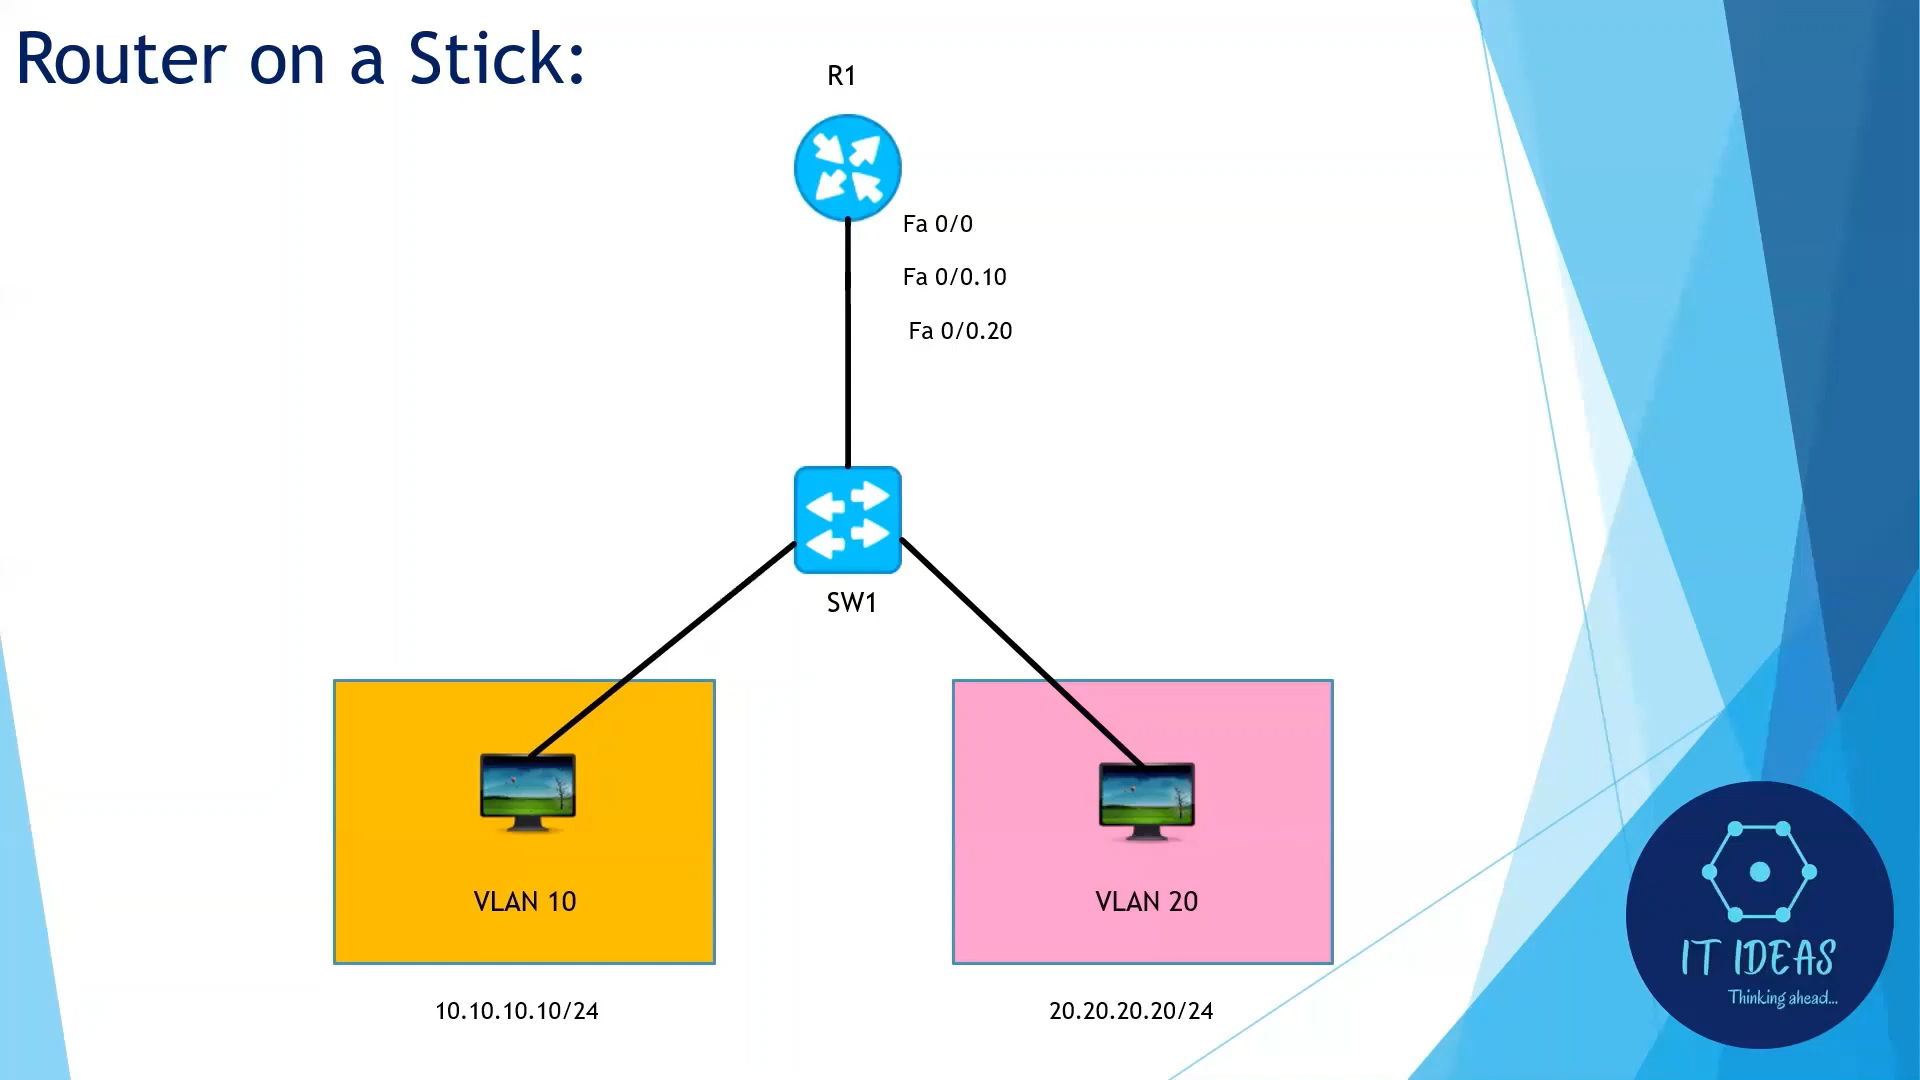 Router on a Stick:
R1
Fa 0/0
Fa 0/0.10
Fa 0/0.20
SW1
VLAN 10
VLAN 20
10.10.10.10/24
20.20.20.20/24
IT IDEAS
Thinking ahead...